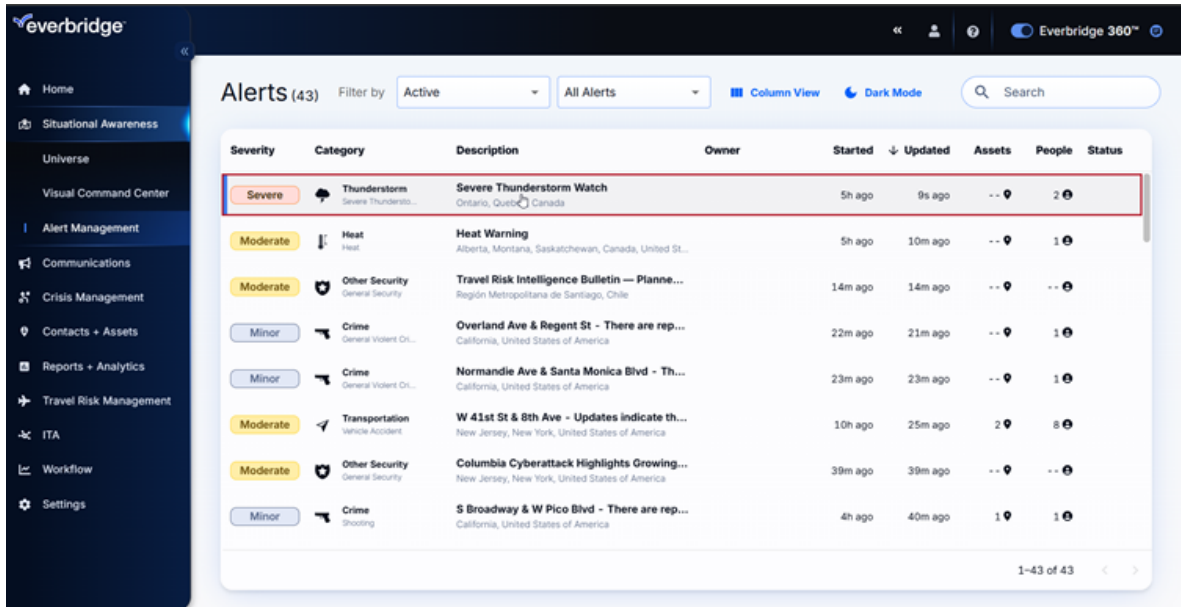 everbridge
Everbridge 360™
Home
Situational Awareness
Universe
Visual Command Center
Alert Management
Communications
Crisis Management
Contacts + Assets
Reports + Analytics
Travel Risk Management
ITA
Workflow
Settings
Alerts (43) Filter by Active All Alerts Column View Dark Mode Search
Severity Category Description Owner Started Updated Assets People Status
Severe Thunderstorm Severe Thunderstorm Watch 5h ago 9s ago -- 2
Severe Thundersto... Ontario, Quebec, Canada
Moderate Heat Heat Warning 5h ago 10m ago -- 1
Heat Alberta, Montana, Saskatchewan, Canada, United St...
Moderate Other Security Travel Risk Intelligence Bulletin — Planne... 14m ago 14m ago -- --
General Security Región Metropolitana de Santiago, Chile
Minor Crime Overland Ave & Regent St - There are rep... 22m ago 21m ago -- 1
General Violent Cri... California, United States of America
Minor Crime Normandie Ave & Santa Monica Blvd - Th... 23m ago 23m ago -- 1
General Violent Cri... California, United States of America
Moderate Transportation W 41st St & 8th Ave - Updates indicate th... 10h ago 25m ago 2 8
Vehicle Accident New Jersey, New York, United States of America
Moderate Other Security Columbia Cyberattack Highlights Growing... 39m ago 39m ago -- --
General Security New Jersey, New York, United States of America
Minor Crime S Broadway & W Pico Blvd - There are rep... 4h ago 40m ago 1 1
Shooting California, United States of America
1-43 of 43